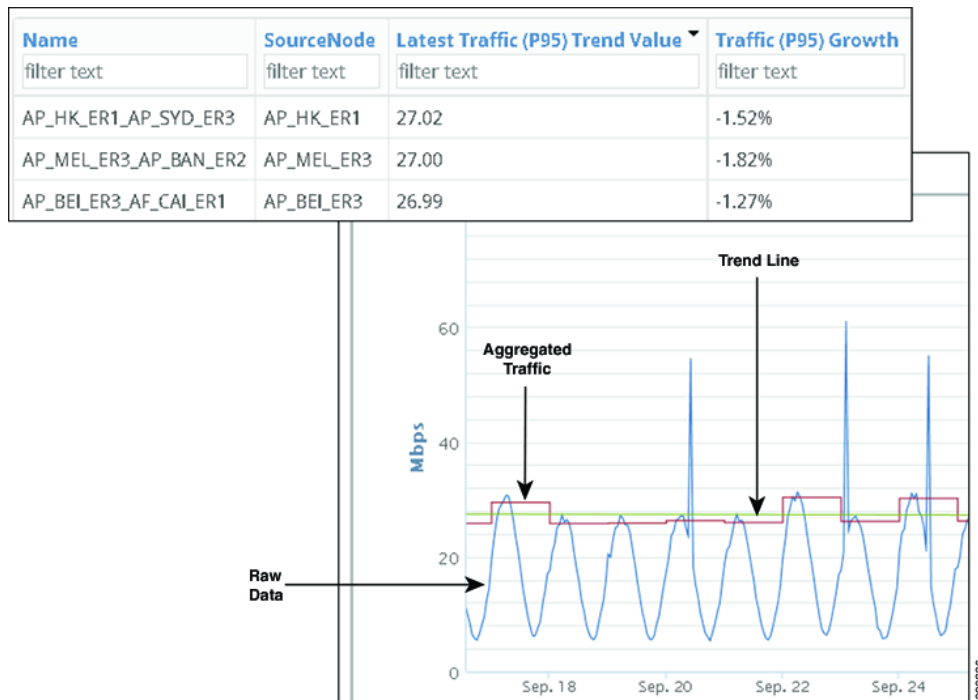 Name SourceNode Latest Traffic (P95) Trend Value Traffic (P95) Growth
filter text filter text filter text filter text
AP_HK_ER1_AP_SYD_ER3 AP_HK_ER1 27.02 -1.52%
AP_MEL_ER3_AP_BAN_ER2 AP_MEL_ER3 27.00 -1.82%
AP_BEI_ER3_AF_CAI_ER1 AP_BEI_ER3 26.99 -1.27%
Trend Line
Aggregated
Traffic
Raw
Data
Mbps
60
40
20
0
Sep. 18 Sep. 20 Sep. 22 Sep. 24